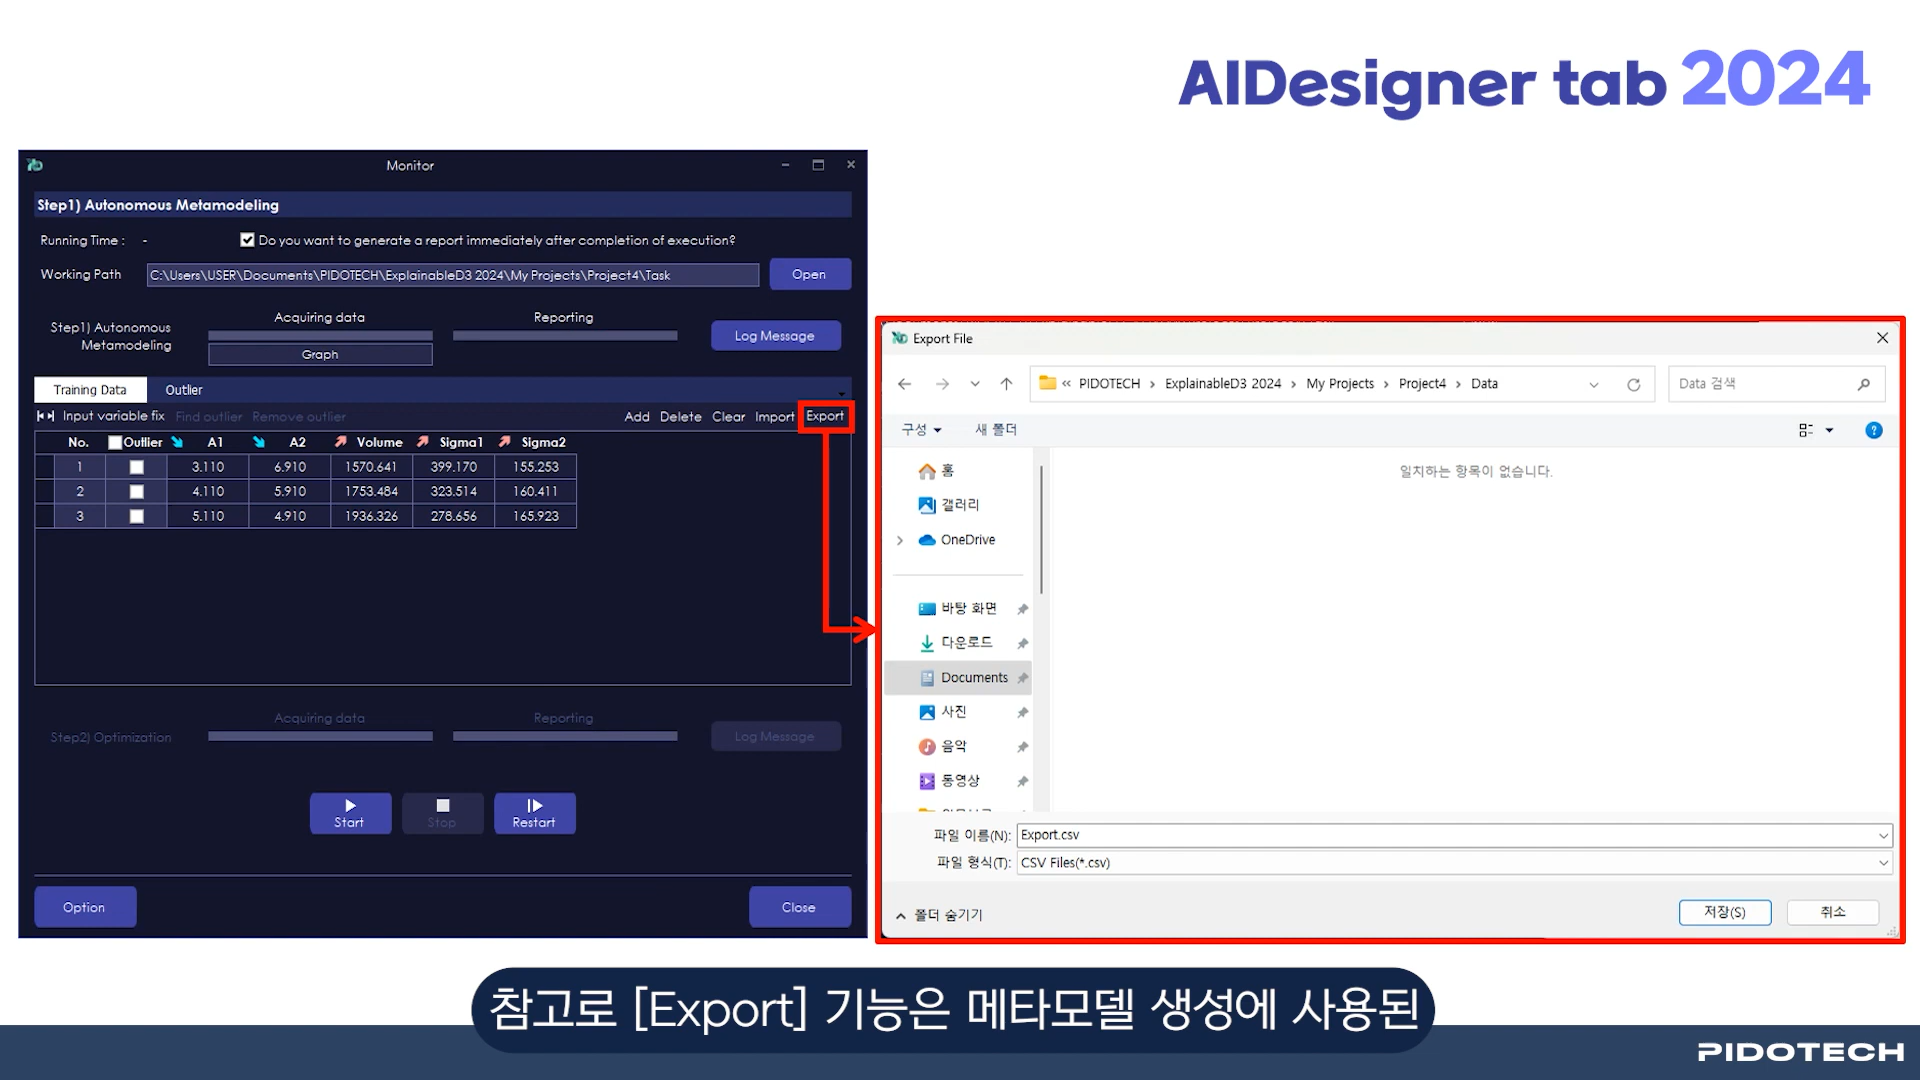 AIDesigner tab 2024
Monitor
Step1) Autonomous Metamodeling
Running Time : -
Do you want to generate a report immediately after completion of execution?
Working Path C:\Users\USER\Documents\PIDOTECH\ExplainableD3 2024\My Projects\Project4\Task Open
Step1) Autonomous Metamodeling
Acquiring data
Reporting
Graph
Log Message
Training Data Outlier
Input variable fix Find outlier Remove outlier Add Delete Clear Import Export
No. Outlier A1 A2 Volume Sigma1 Sigma2
1 3.110 6.910 1570.641 399.170 155.253
2 4.110 5.910 1753.484 323.514 160.411
3 5.110 4.910 1936.326 278.656 165.923
Step2) Optimization
Acquiring data
Reporting
Log Message
Start Stop Restart
Option Close
Export File
« PIDOTECH › ExplainableD3 2024 › My Projects › Project4 › Data
Data 검색
구성 새 폴더
홈
갤러리
OneDrive
바탕 화면
다운로드
Documents
사진
음악
동영상
일치하는 항목이 없습니다.
파일 이름(N): Export.csv
파일 형식(T): CSV Files(*.csv)
폴더 숨기기
저장(S) 취소
참고로 [Export] 기능은 메타모델 생성에 사용된
PIDOTECH